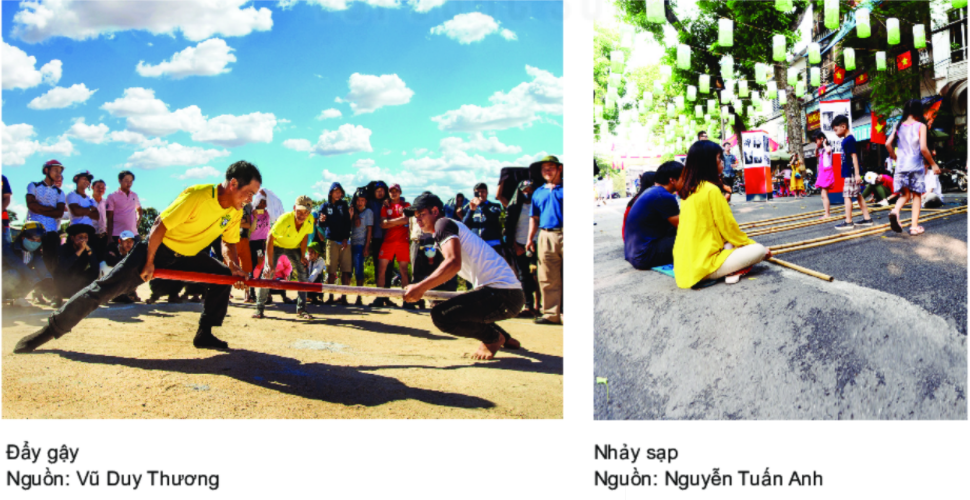 Đẩy gậy
Nguồn: Vũ Duy Thương
Nhảy sạp
Nguồn: Nguyễn Tuấn Anh